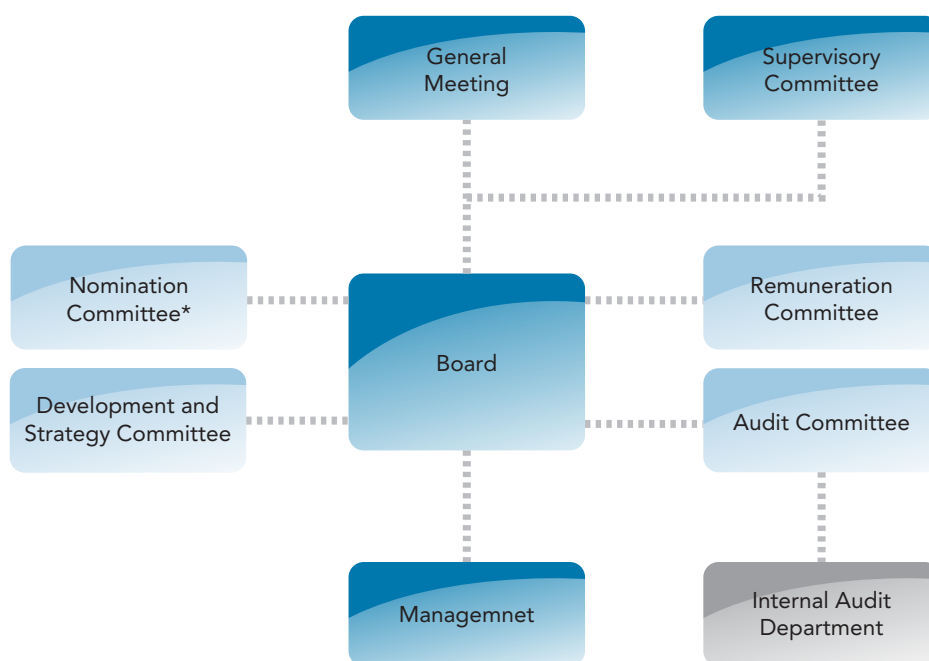 General
Meeting
Supervisory
Committee
Nomination
Committee*
Remuneration
Committee
Board
Development and
Strategy Committee
Audit Committee
Managemnet
Internal Audit
Department